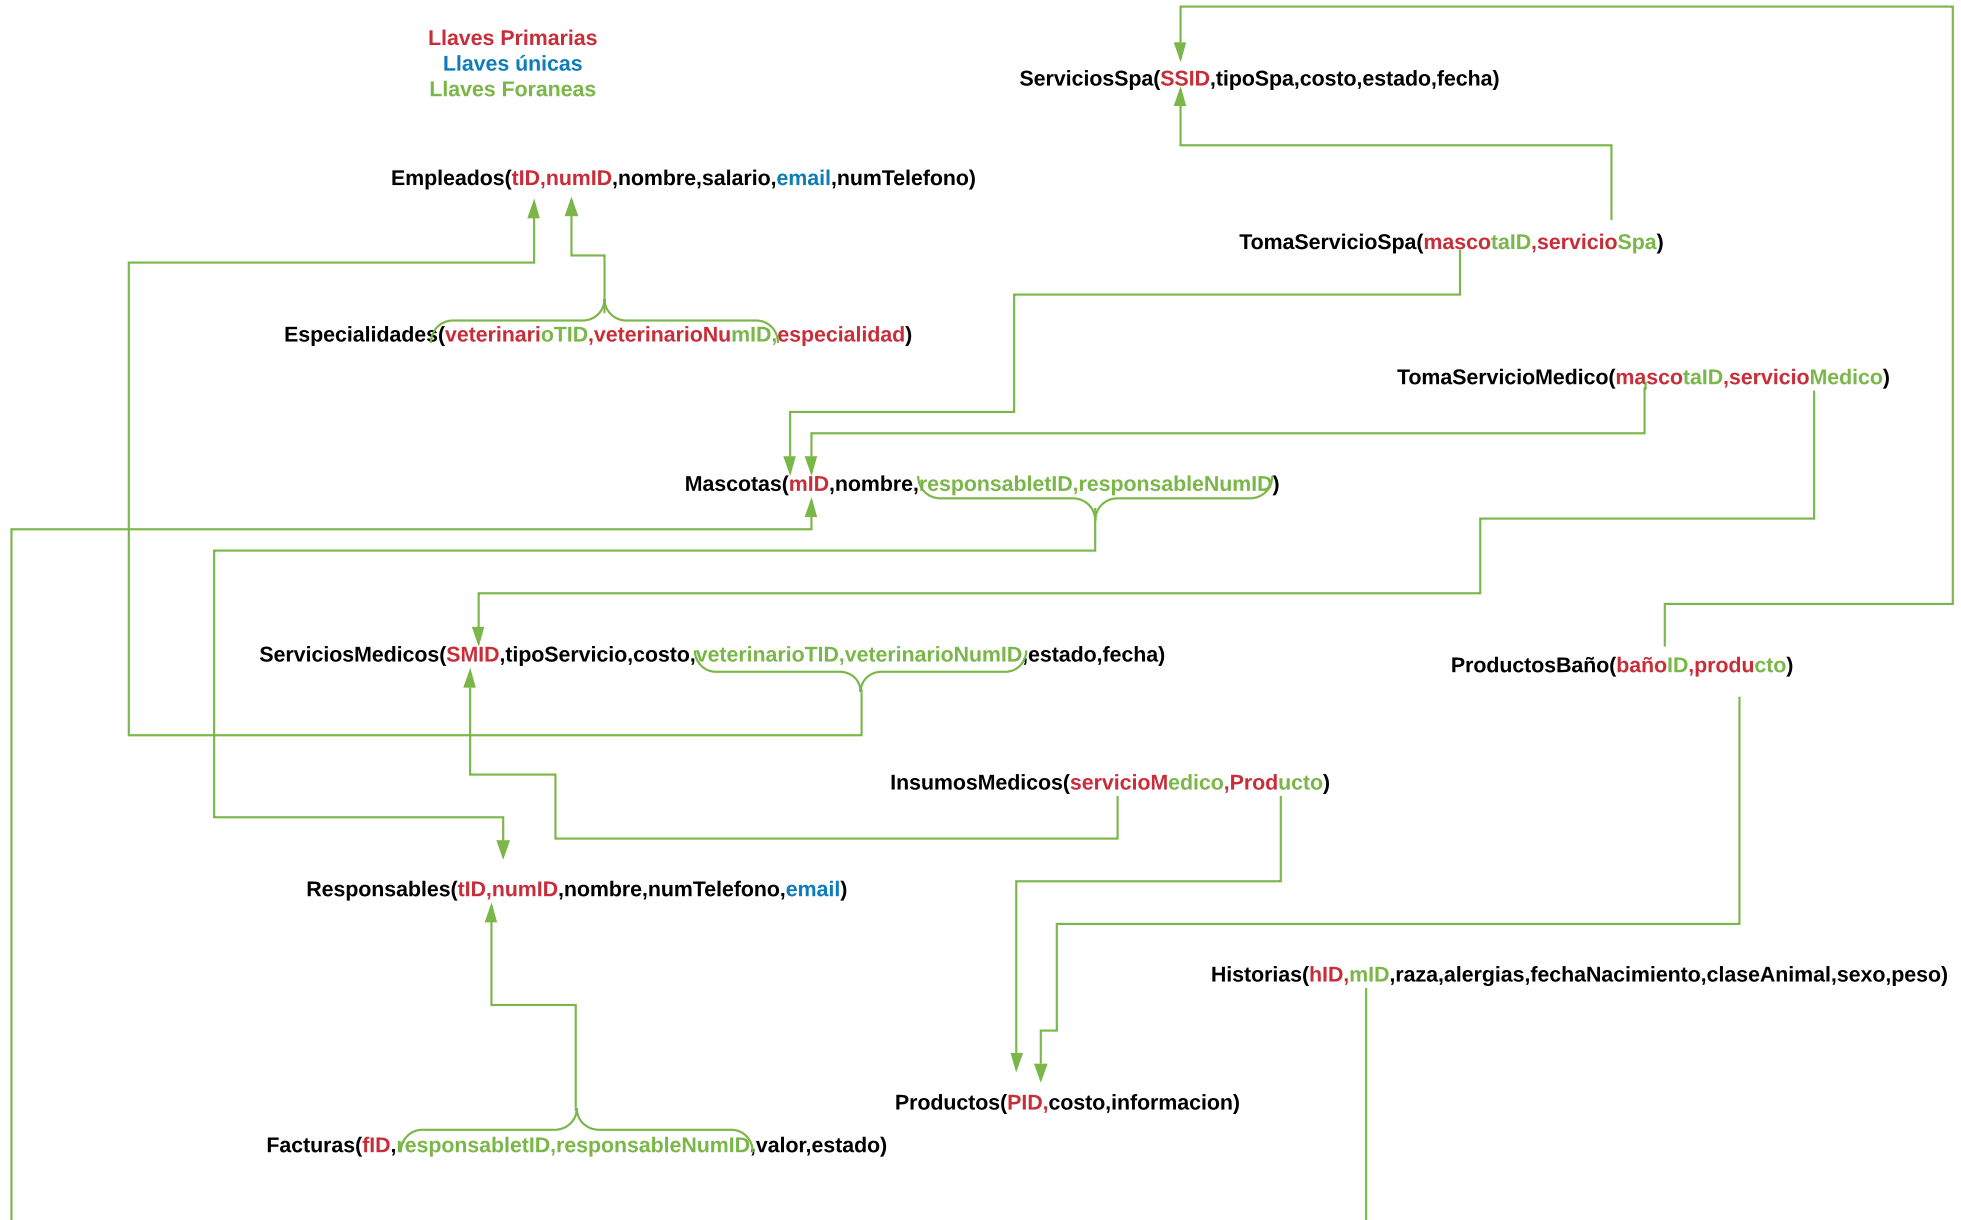 Llaves Primarias
Llaves únicas
Llaves Foraneas
ServiciosSpa(SSID,tipoSpa,costo,estado,fecha)
Empleados(tID,numID,nombre,salario,email,numTelefono)
TomaServicioSpa(mascotaID,servicioSpa)
Especialidades(veterinarioTID,veterinarioNumID,especialidad)
TomaServicioMedico(mascotaID,servicioMedico)
Mascotas(mID,nombre,responsabletID,responsableNumID)
ServiciosMedicos(SMID,tipoServicio,costo,veterinarioTID,veterinarioNumID,estado,fecha)
ProductosBaño(bañoID,producto)
InsumosMedicos(servicioMedico,Producto)
Responsables(tID,numID,nombre,numTelefono,email)
Historias(hID,mID,raza,alergias,fechaNacimiento,claseAnimal,sexo,peso)
Productos(PID,costo,informacion)
Facturas(fID,responsabletID,responsableNumID,valor,estado)